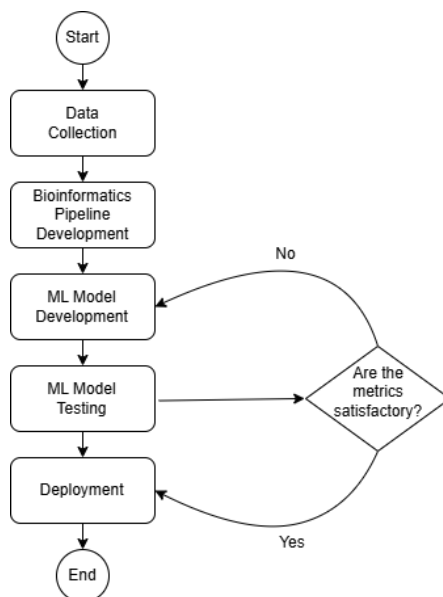 Start
Data
Collection
Bioinformatics
Pipeline
Development
No
ML Model
Development
Are the
metrics
satisfactory?
ML Model
Testing
Deployment
Yes
End